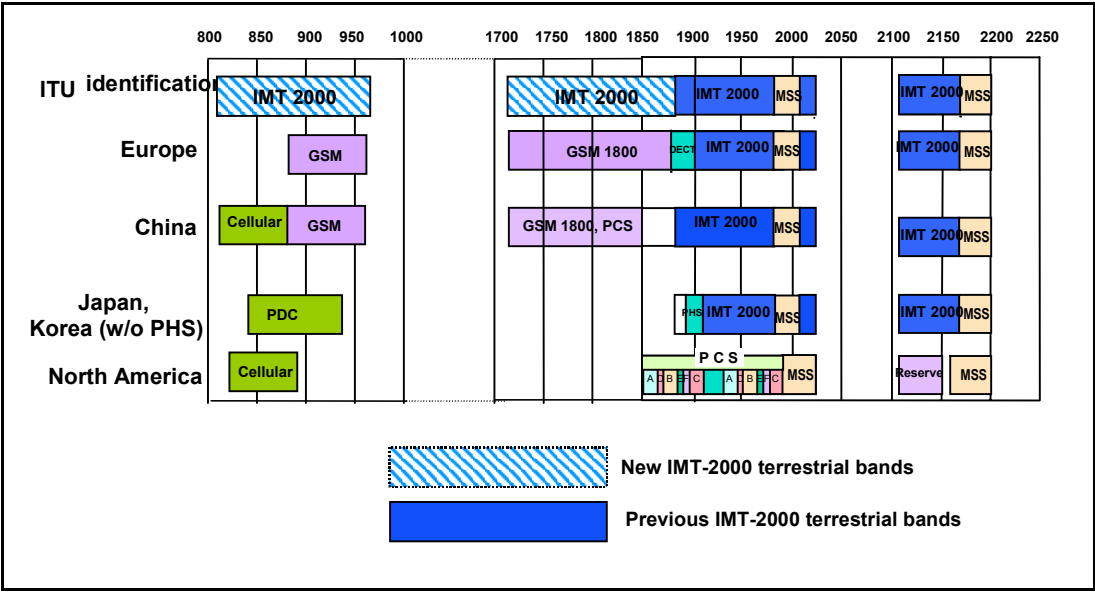 800 850 900 950 1000 1700 1750 1800 1850 1900 1950 2000 2050 2100 2150 2200 2250
ITU identification IMT 2000 IMT 2000 IMT 2000 MSS IMT 2000 MSS
Europe GSM GSM 1800 DECT IMT 2000 MSS IMT 2000 MSS
China Cellular GSM GSM 1800, PCS IMT 2000 MSS IMT 2000 MSS
Japan,
Korea (w/o PHS) PDC PHS IMT 2000 MSS IMT 2000 MSS
P C S
North America Cellular A D B E F C A D B E F C MSS Reserve MSS
New IMT-2000 terrestrial bands
Previous IMT-2000 terrestrial bands